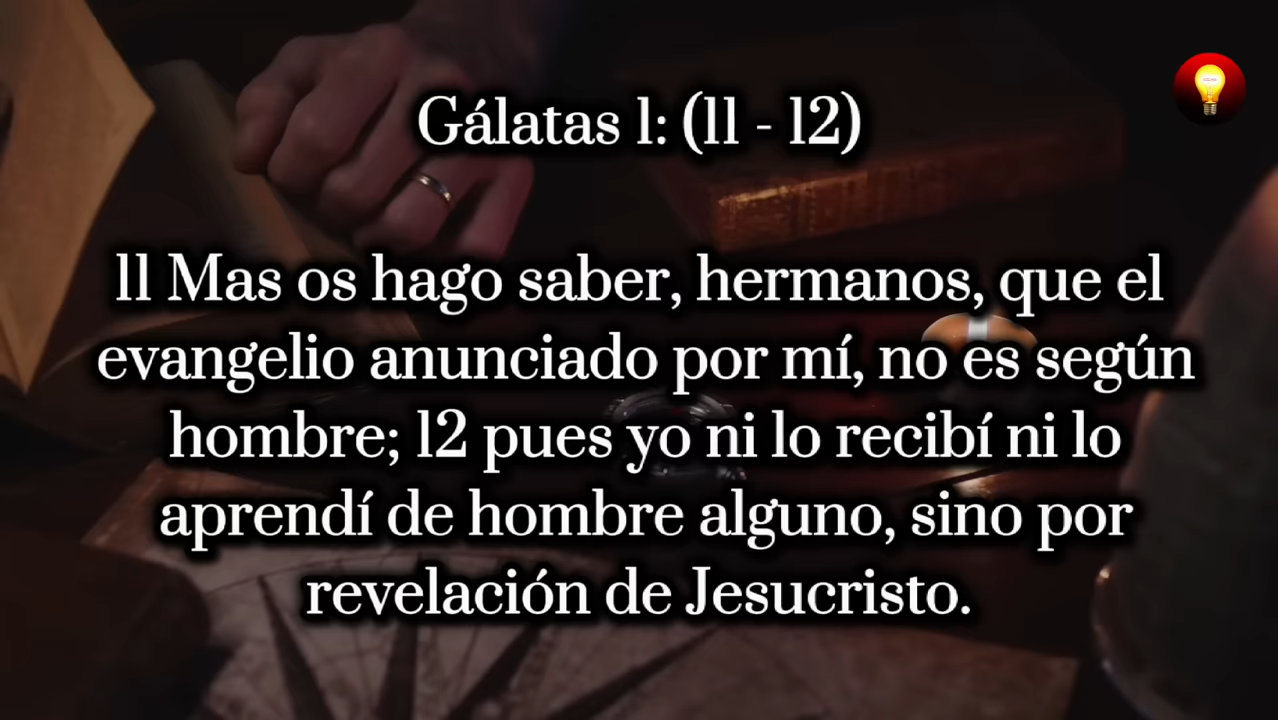 Gálatas 1: (11 - 12)
11 Mas os hago saber, hermanos, que el
evangelio anunciado por mí, no es según
hombre; 12 pues yo ni lo recibí ni lo
aprendí de hombre alguno, sino por
revelación de Jesucristo.